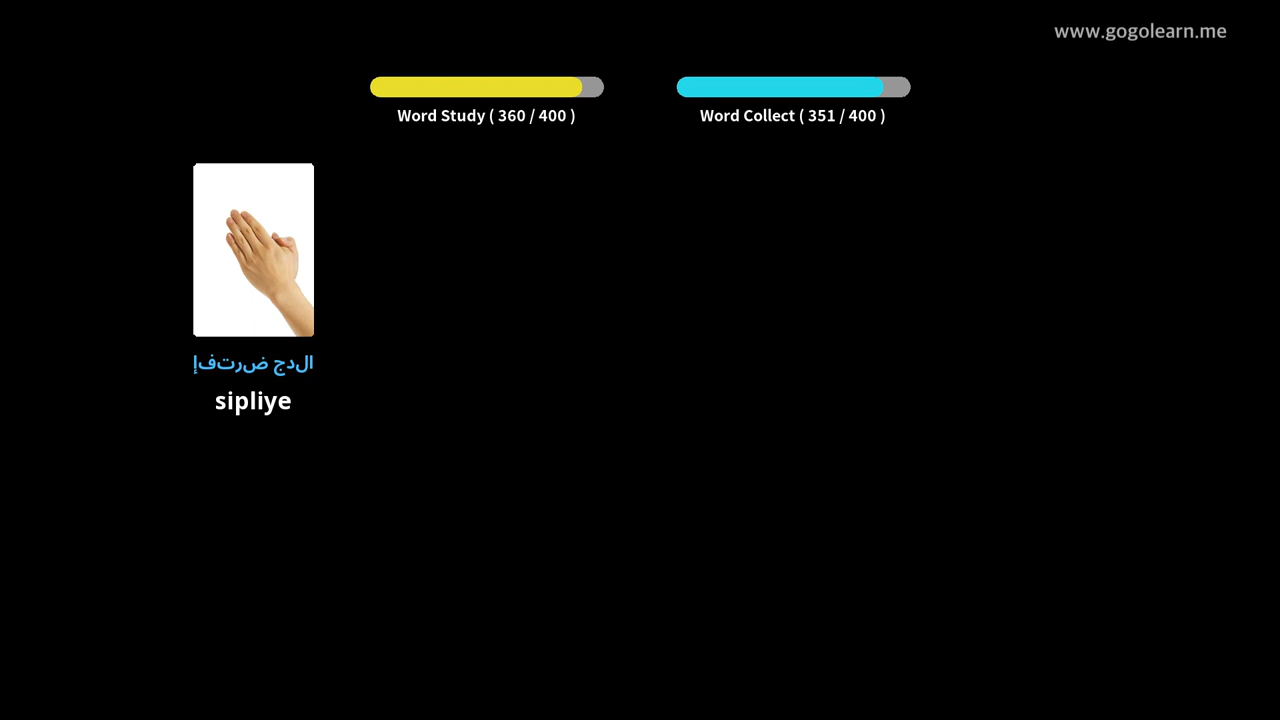 www.gogolearn.me
Word Study ( 360 / 400 )
Word Collect ( 351 / 400 )
الدج ضرتفإ
sipliye